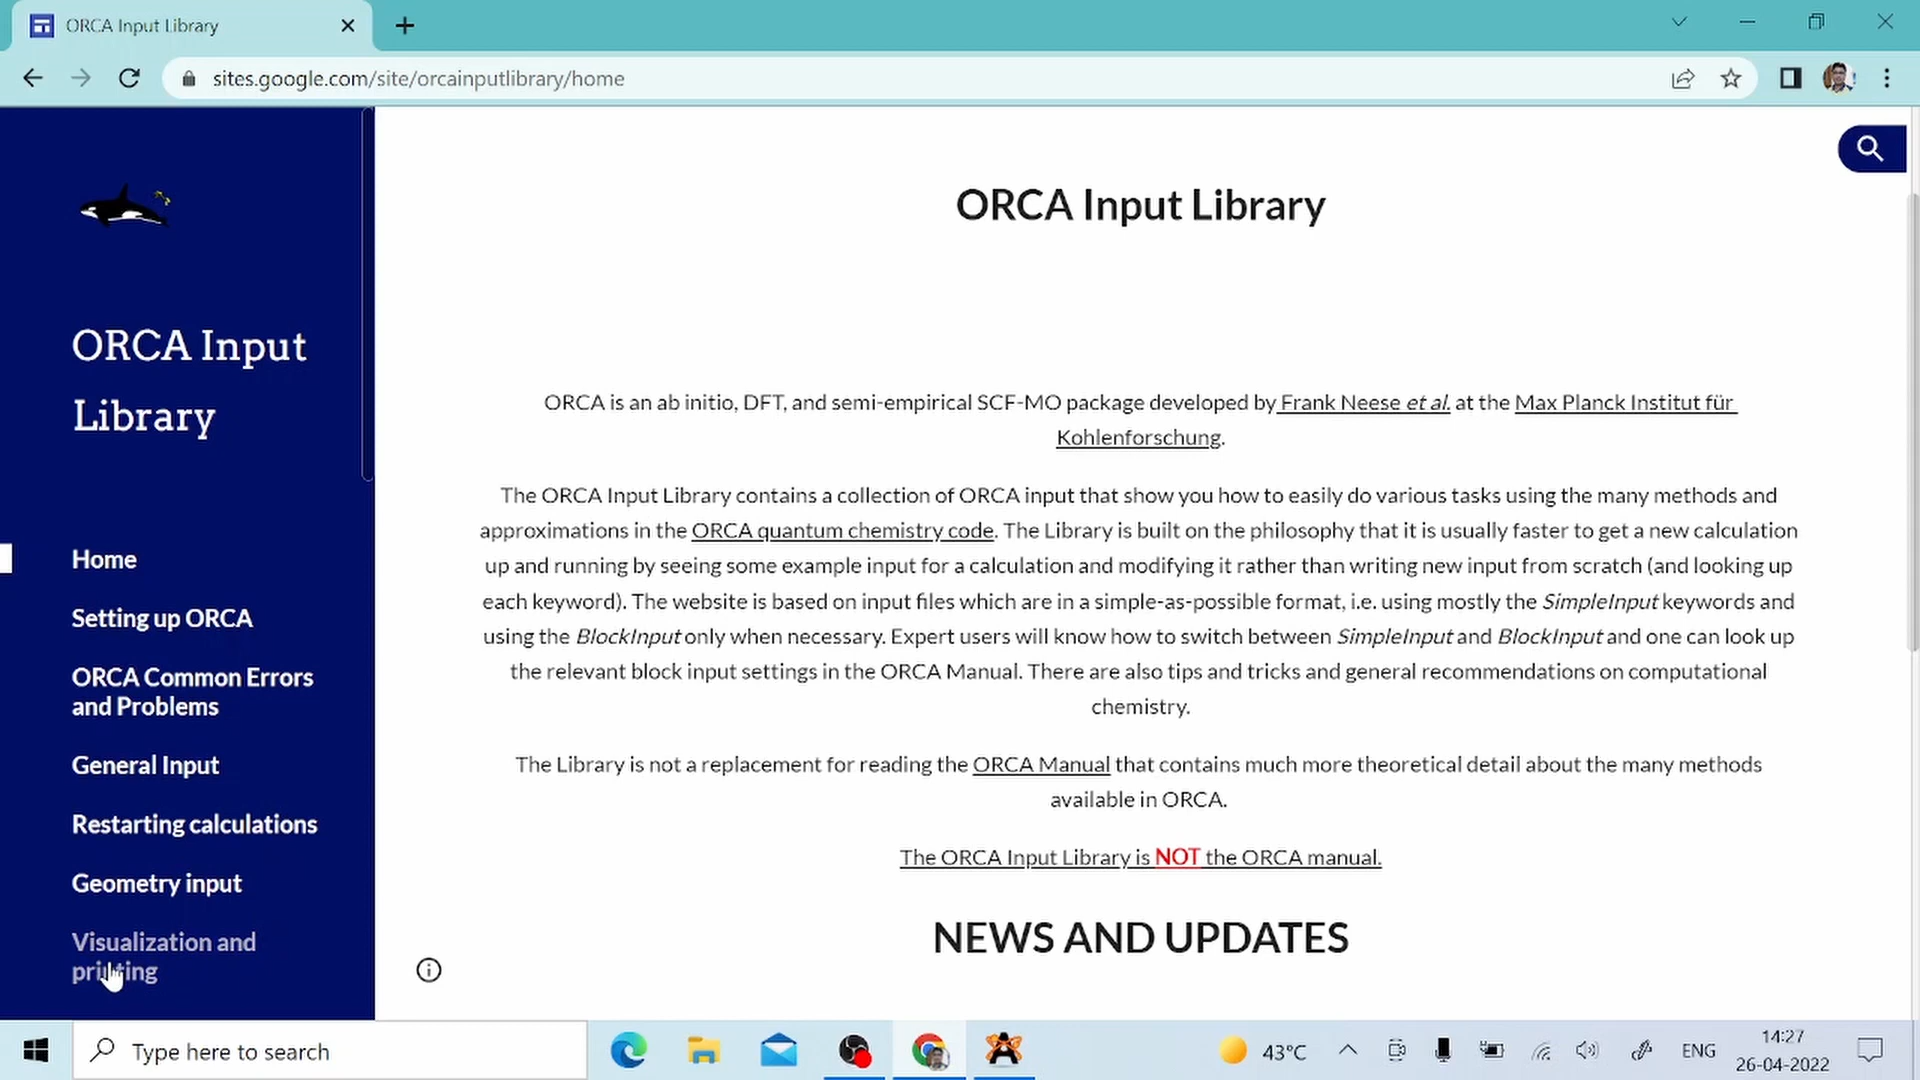 ORCA Input Library
sites.google.com/site/orcainputlibrary/home
ORCA Input
Library
Home
Setting up ORCA
ORCA Common Errors
and Problems
General Input
Restarting calculations
Geometry input
Visualization and
printing
ORCA Input Library
ORCA is an ab initio, DFT, and semi-empirical SCF-MO package developed by Frank Neese et al. at the Max Planck Institut für
Kohlenforschung.
The ORCA Input Library contains a collection of ORCA input that show you how to easily do various tasks using the many methods and
approximations in the ORCA quantum chemistry code. The Library is built on the philosophy that it is usually faster to get a new calculation
up and running by seeing some example input for a calculation and modifying it rather than writing new input from scratch (and looking up
each keyword). The website is based on input files which are in a simple-as-possible format, i.e. using mostly the SimpleInput keywords and
using the BlockInput only when necessary. Expert users will know how to switch between SimpleInput and BlockInput and one can look up
the relevant block input settings in the ORCA Manual. There are also tips and tricks and general recommendations on computational
chemistry.
The Library is not a replacement for reading the ORCA Manual that contains much more theoretical detail about the many methods
available in ORCA.
The ORCA Input Library is NOT the ORCA manual.
NEWS AND UPDATES
Type here to search
43°C
ENG
14:27
26-04-2022